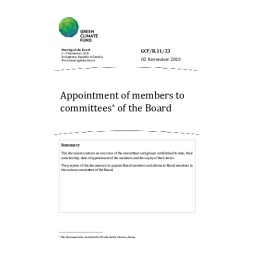 GREEN
CLIMATE
FUND
Meeting of the Board
2 – 5 November 2015
Livingstone, Republic of Zambia
Provisional agenda item
GCF/B.11/23
02 November 2015
Appointment of members to
committees* of the Board
Summary
This document contains an overview of the committees and groups established to date, their
membership, date of appointment of the members and the expiry of their terms.
The purpose of this document is to appoint Board members and alternate Board members to
the various committees of the Board.